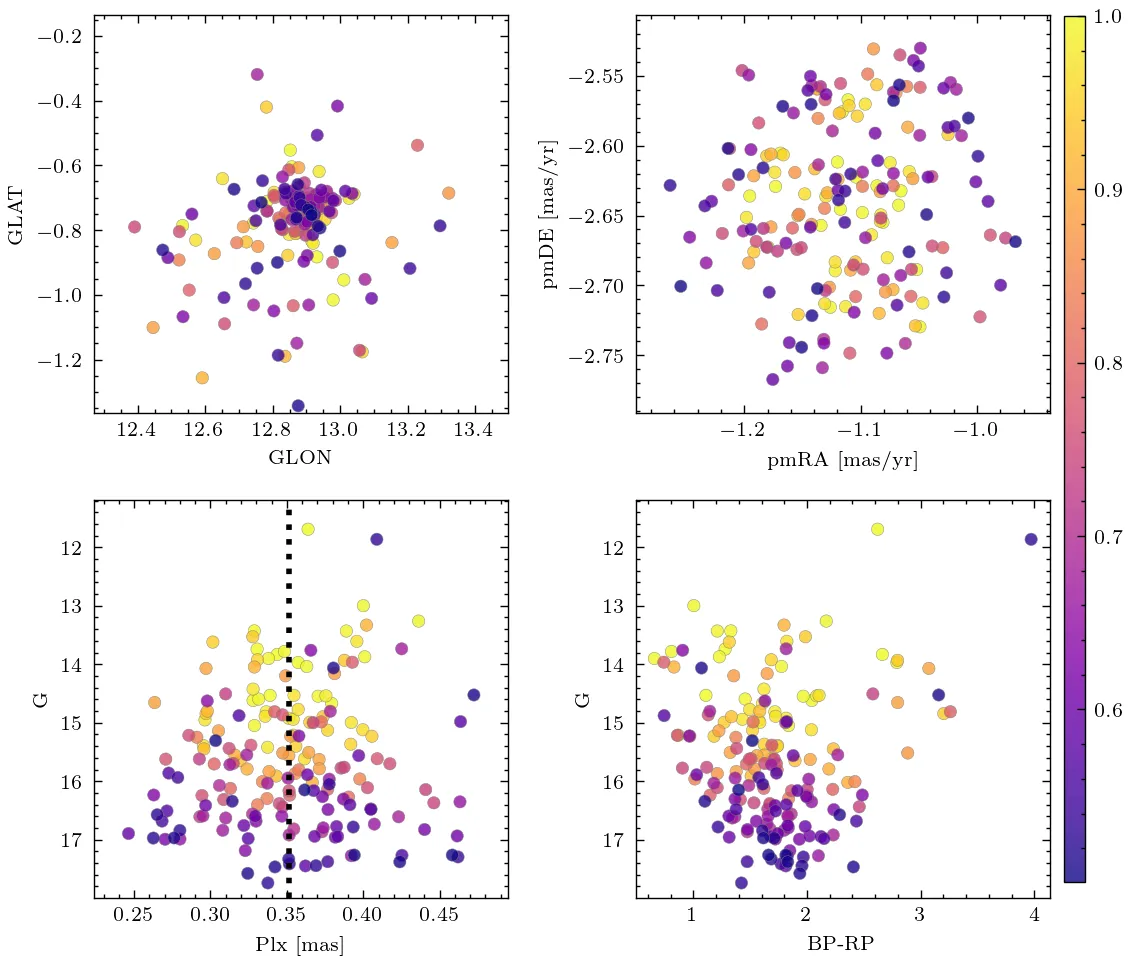 −0.2
−0.4
−0.6
−0.8
−1.0
−1.2
GLAT
12.4 12.6 12.8 13.0 13.2 13.4
GLON
−2.55
−2.60
−2.65
−2.70
−2.75
pmDE [mas/yr]
−1.2 −1.1 −1.0
pmRA [mas/yr]
12
13
14
15
16
17
G
0.25 0.30 0.35 0.40 0.45
Plx [mas]
12
13
14
15
16
17
G
1 2 3 4
BP-RP
1.0
0.9
0.8
0.7
0.6